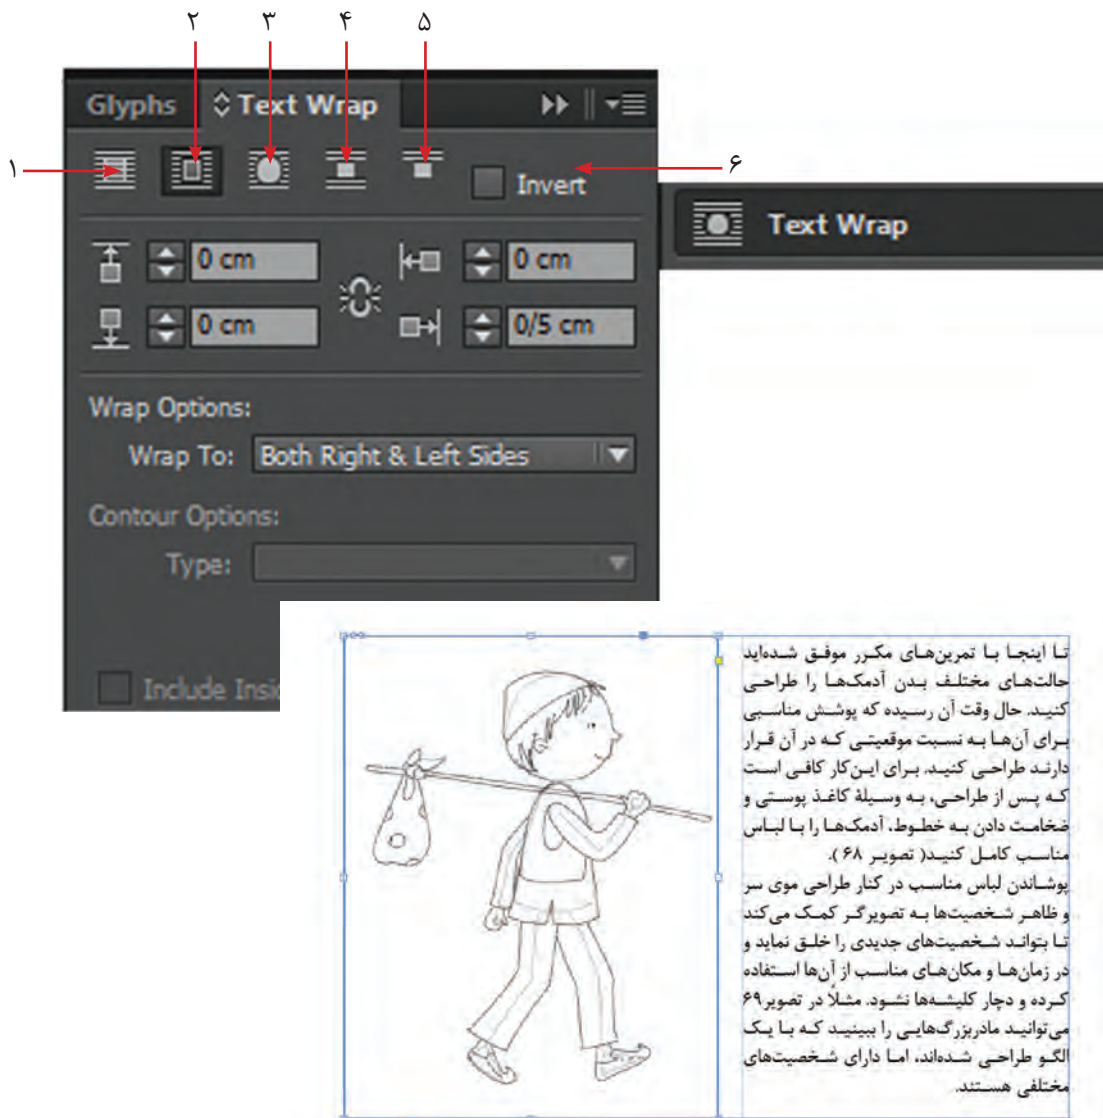 ۲ ۳ ۴ ۵
Glyphs Text Wrap
۱
۶
Invert
Text Wrap
0 cm 0 cm
0 cm 0/5 cm
Wrap Options:
Wrap To: Both Right & Left Sides
Contour Options:
Type:
Include Insi
تا اینجا با تمرین‌های مکرر موفق شده‌اید
حالت‌های مختلف بدن آدمک‌ها را طراحی
کنید. حال وقت آن رسیده که پوشش مناسبی
برای آن‌ها به نسبت موقعیتی که در آن قرار
دارند طراحی کنید. برای این‌کار کافی است
که پس از طراحی، به وسیلهٔ کاغذ پوستی و
ضخامت دادن به خطوط، آدمک‌ها را با لباس
مناسب کامل کنید( تصویر ۶۸ ).
پوشاندن لباس مناسب در کنار طراحی موی سر
و ظاهر شخصیت‌ها به تصویرگر کمک می‌کند
تا بتواند شخصیت‌های جدیدی را خلق نماید و
در زمان‌ها و مکان‌های مناسب از آن‌ها استفاده
کرده و دچار کلیشه‌ها نشود. مثلاً در تصویر ۶۹
می‌توانید مادربزرگ‌هایی را ببینید که با یک
الگو طراحی شده‌اند، اما دارای شخصیت‌های
مختلفی هستند.